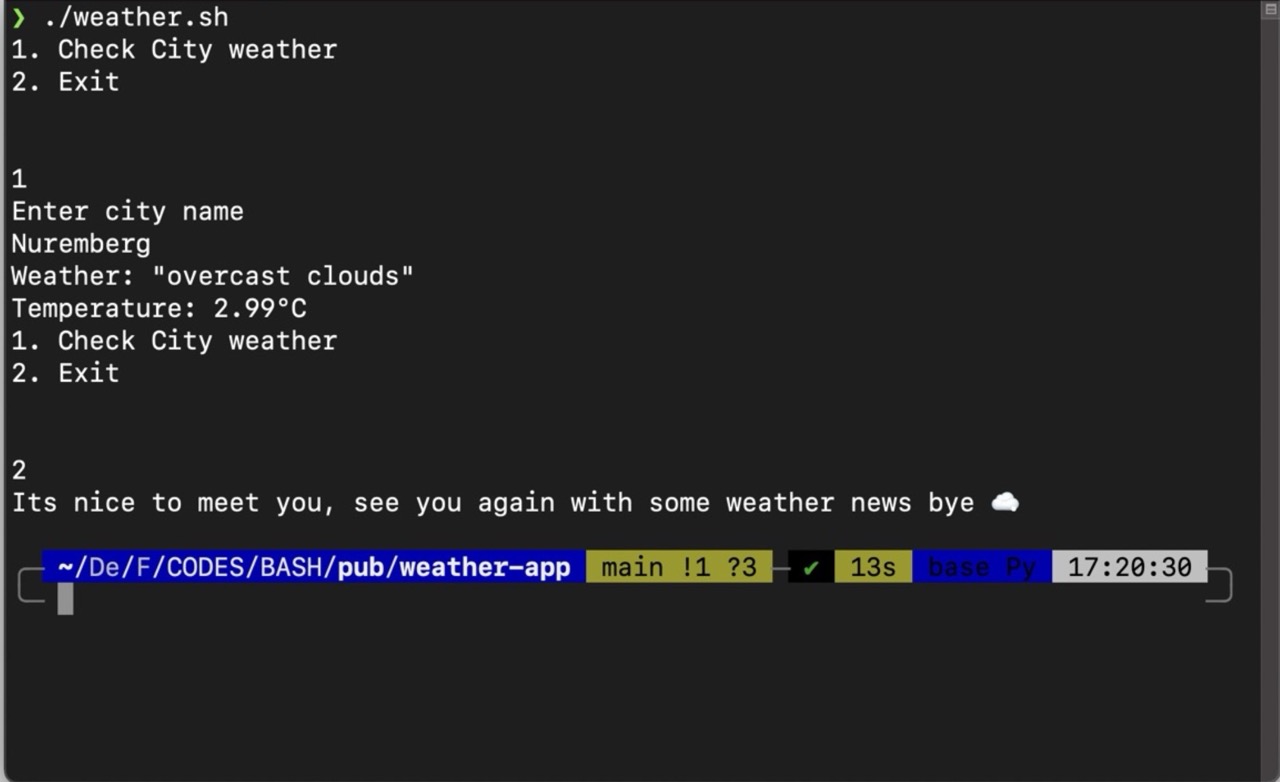 ❯ ./weather.sh
1. Check City weather
2. Exit
1
Enter city name
Nuremberg
Weather: "overcast clouds"
Temperature: 2.99°C
1. Check City weather
2. Exit
2
Its nice to meet you, see you again with some weather news bye ☁️
~/De/F/CODES/BASH/pub/weather-app main !1 ?3 ✔ 13s base Py 17:20:30